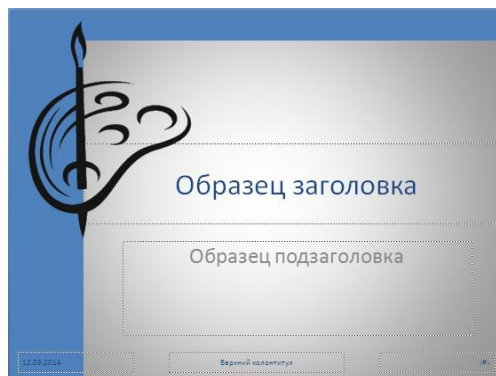 Образец заголовка
Образец подзаголовка
12.09.2014
Верхний колонтитул
‹#›